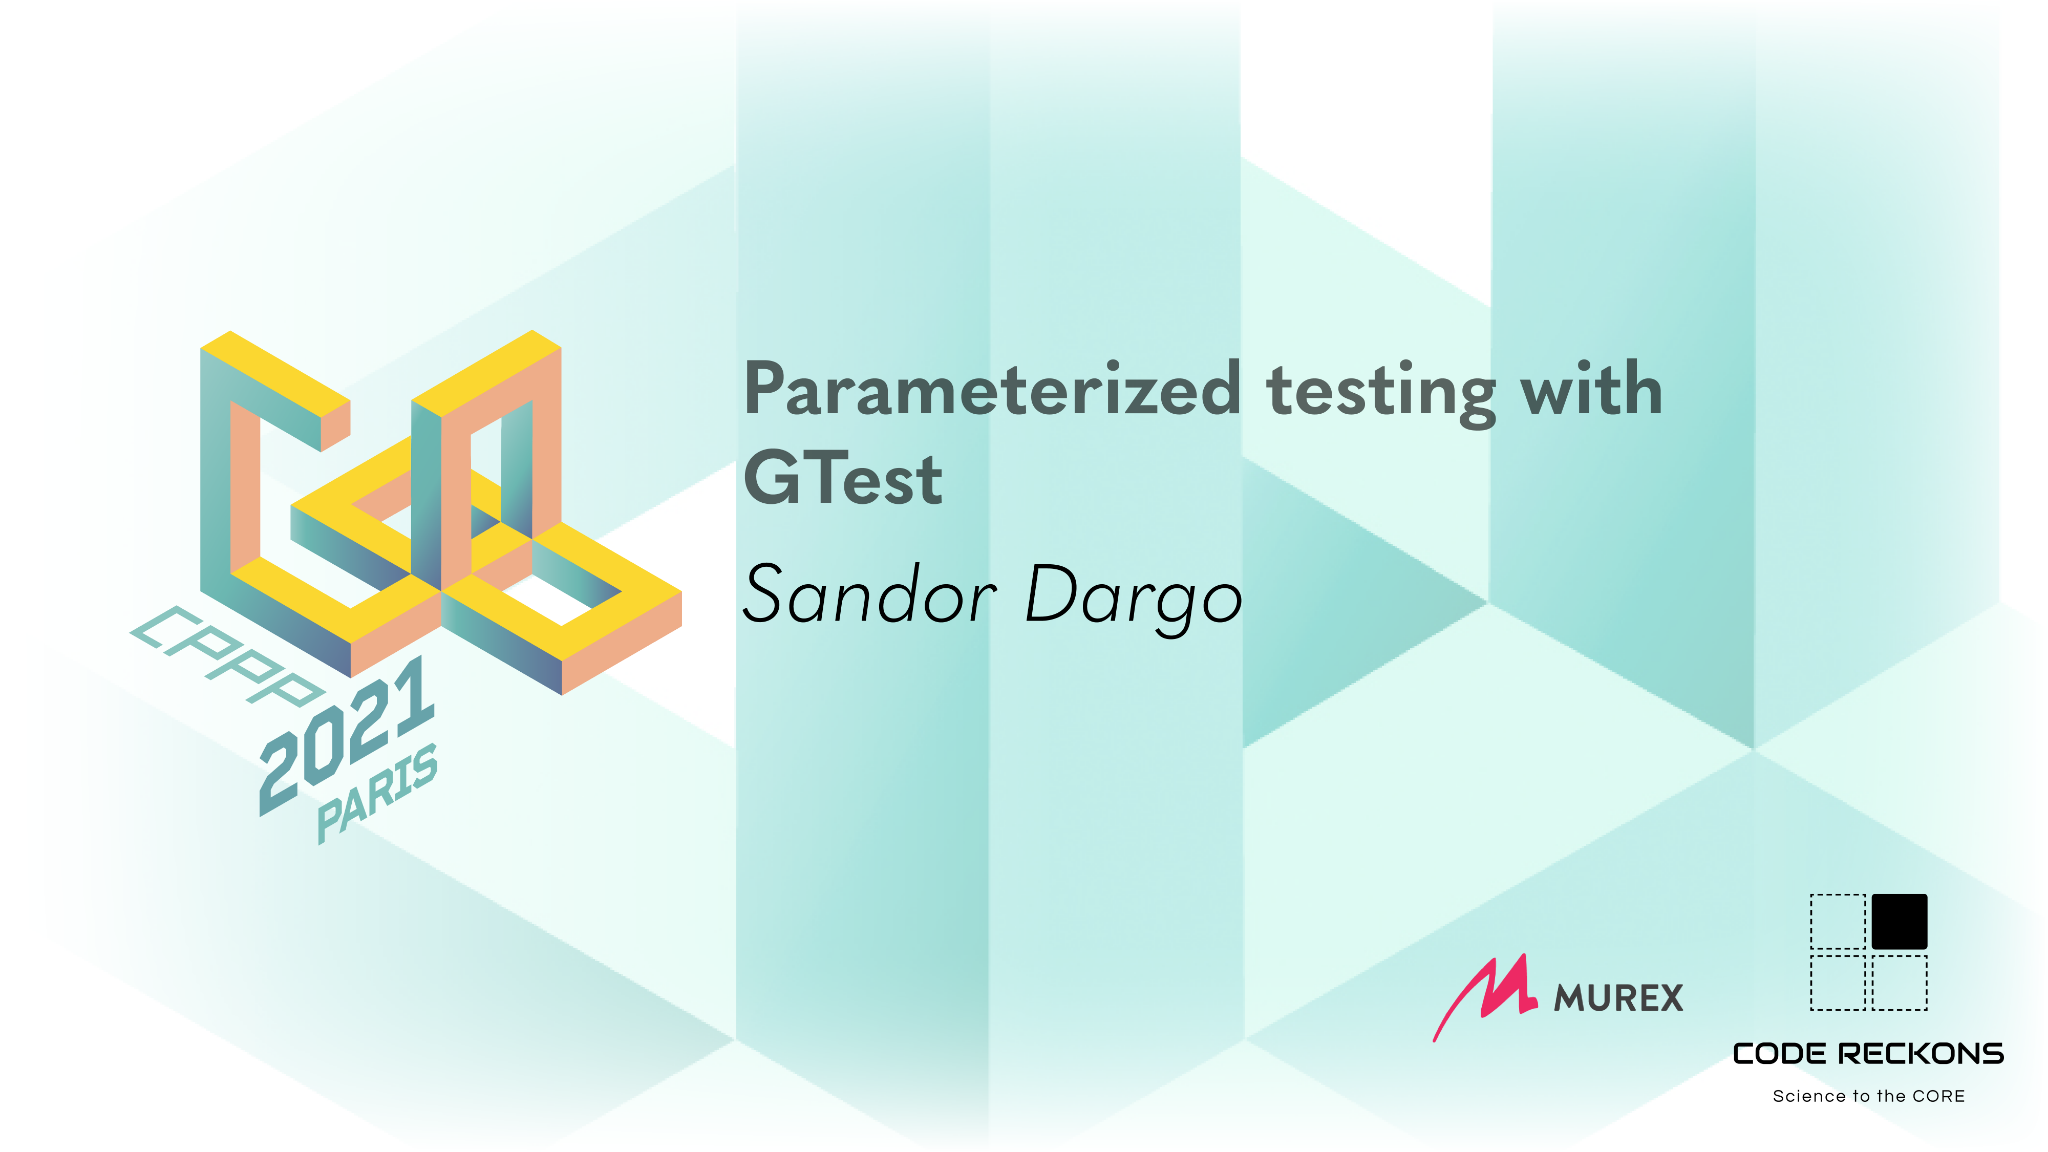 Parameterized testing with
GTest
Sandor Dargo
CPPP
2021
PARIS
MUREX
CODE RECKONS
Science to the CORE